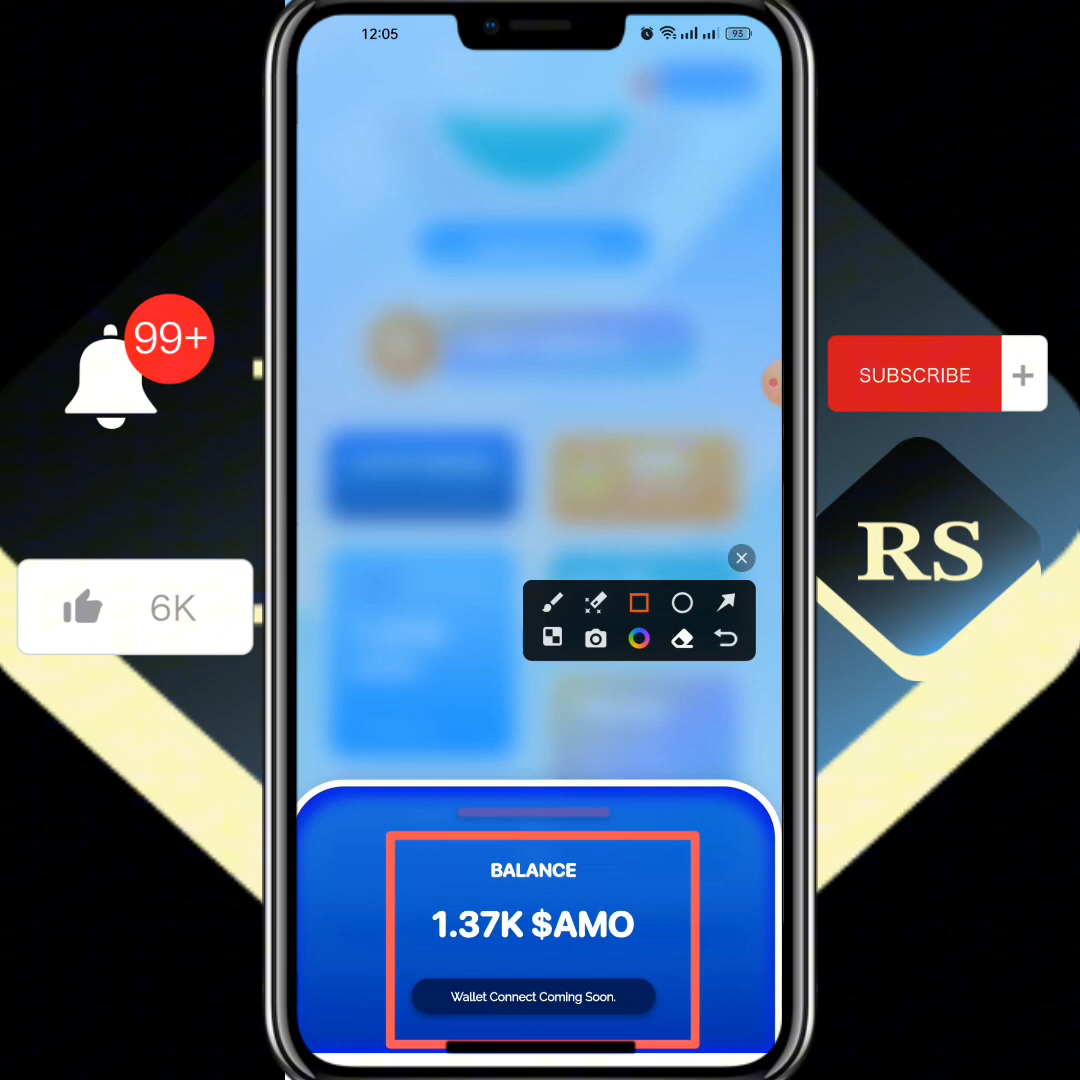 12:05
93
99+
SUBSCRIBE
+
RS
6K
BALANCE
1.37K $AMO
Wallet Connect Coming Soon.